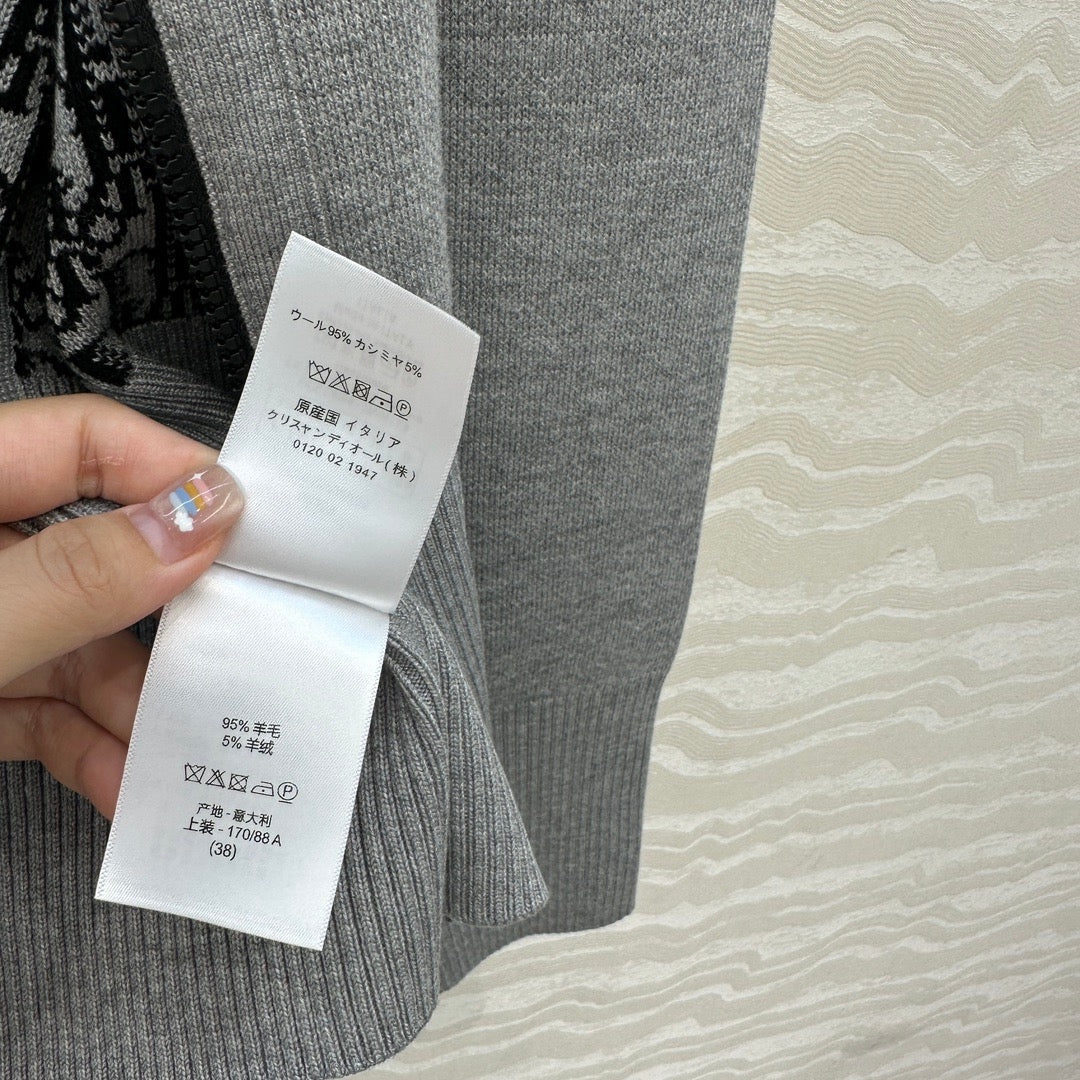 ウール95% カシミヤ5%
P
原産国 イタリア
クリスャンディオール(株)
0120 02 1947
95% 羊毛
5% 羊绒
P
产地 - 意大利
上装 - 170/88 A
(38)